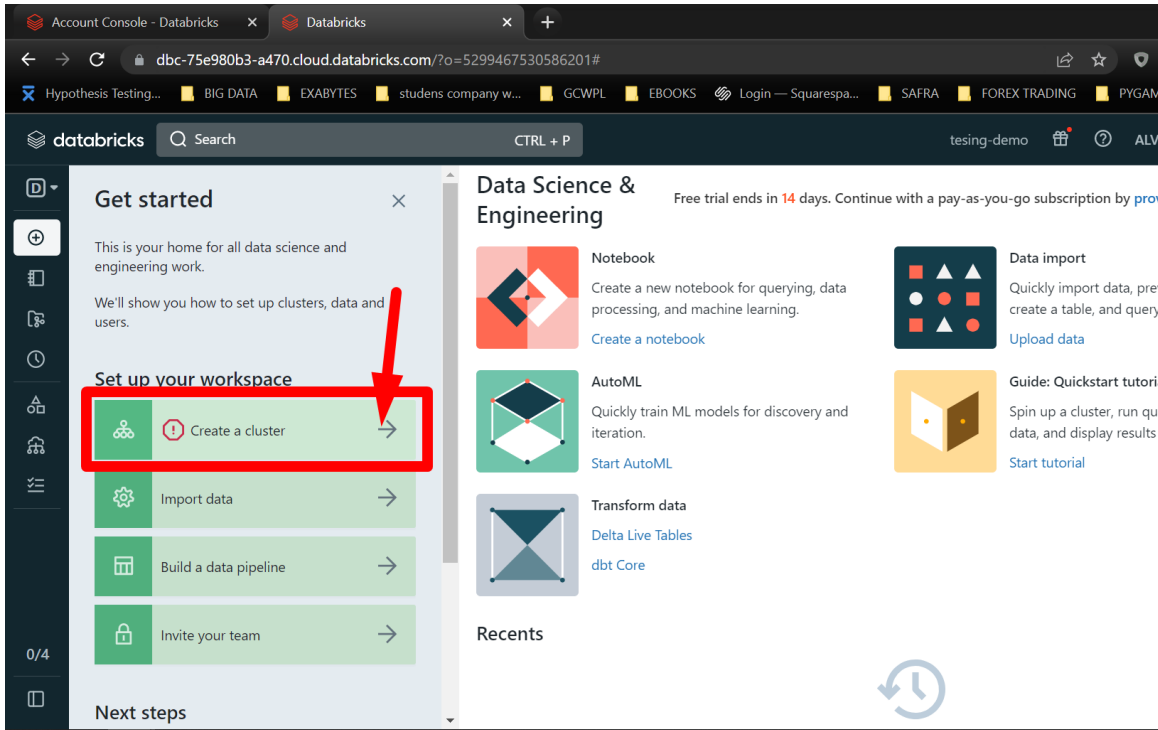 Account Console - Databricks
Databricks
dbc-75e980b3-a470.cloud.databricks.com/?o=5299467530586201#
Hypothesis Testing...
BIG DATA
EXABYTES
studens company w...
GCWPL
EBOOKS
Login — Squarespa...
SAFRA
FOREX TRADING
PYGAM
databricks
Search
CTRL + P
tesing-demo
ALV
D
Get started
This is your home for all data science and
engineering work.
We'll show you how to set up clusters, data and
users.
Set up your workspace
Create a cluster
Import data
Build a data pipeline
Invite your team
0/4
Next steps
Data Science &
Engineering
Free trial ends in 14 days. Continue with a pay-as-you-go subscription by prov
Notebook
Create a new notebook for querying, data
processing, and machine learning.
Create a notebook
Data import
Quickly import data, pre
create a table, and query
Upload data
AutoML
Quickly train ML models for discovery and
iteration.
Start AutoML
Guide: Quickstart tutori
Spin up a cluster, run qu
data, and display results
Start tutorial
Transform data
Delta Live Tables
dbt Core
Recents